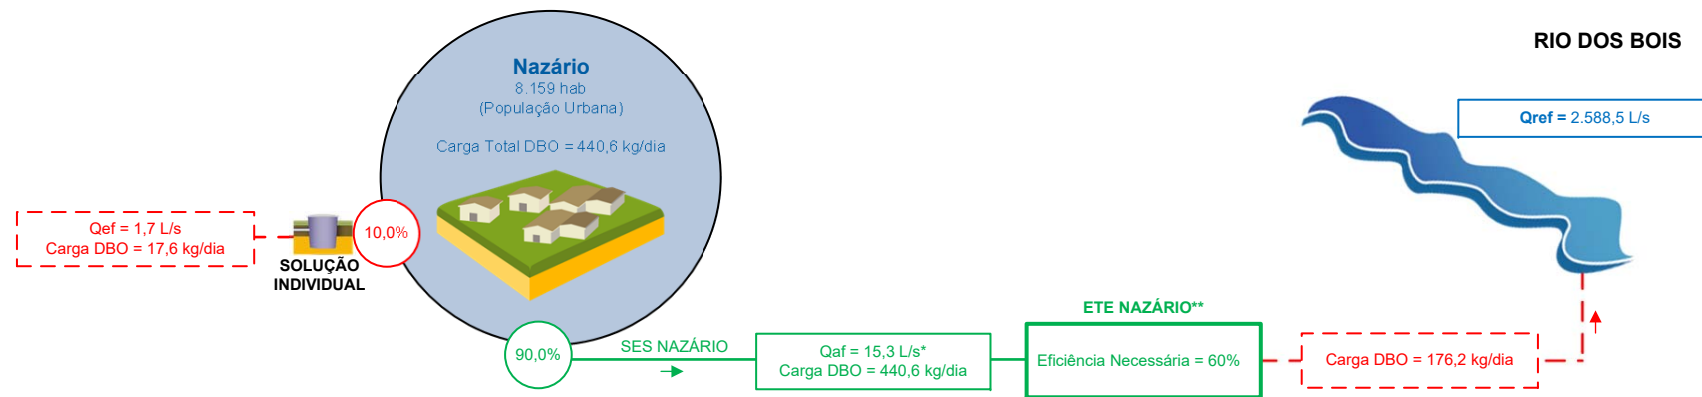 RIO DOS BOIS
Nazário
8.159 hab
(População Urbana)
Carga Total DBO = 440,6 kg/dia
Qref = 2.588,5 L/s
Qef = 1,7 L/s
Carga DBO = 17,6 kg/dia
10,0%
SOLUÇÃO
INDIVIDUAL
90,0%
SES NAZÁRIO
Qaf = 15,3 L/s*
Carga DBO = 440,6 kg/dia
ETE NAZÁRIO**
Eficiência Necessária = 60%
Carga DBO = 176,2 kg/dia